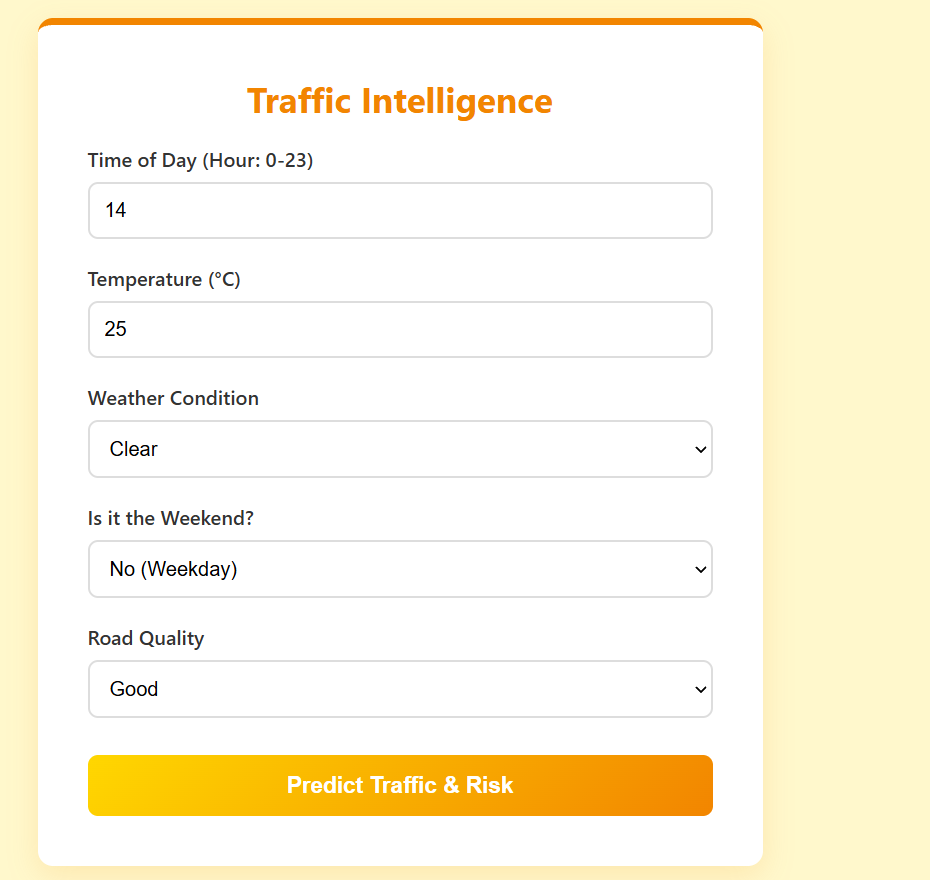 Traffic Intelligence
Time of Day (Hour: 0-23)
14
Temperature (°C)
25
Weather Condition
Clear
Is it the Weekend?
No (Weekday)
Road Quality
Good
Predict Traffic & Risk